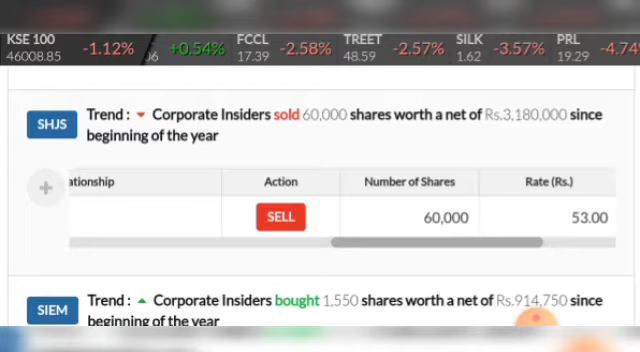 KSE 100 FCCL TREET SILK PRL
46008.85 -1.12% 06 +0.54% 17.39 -2.58% 48.59 -2.57% 1.62 -3.57% 19.29 -4.74
SHJS
Trend : Corporate Insiders sold 60,000 shares worth a net of Rs.3,180,000 since
beginning of the year
ationship Action Number of Shares Rate (Rs.)
SELL 60,000 53.00
SIEM
Trend : Corporate Insiders bought 1,550 shares worth a net of Rs.914,750 since
beginning of the year